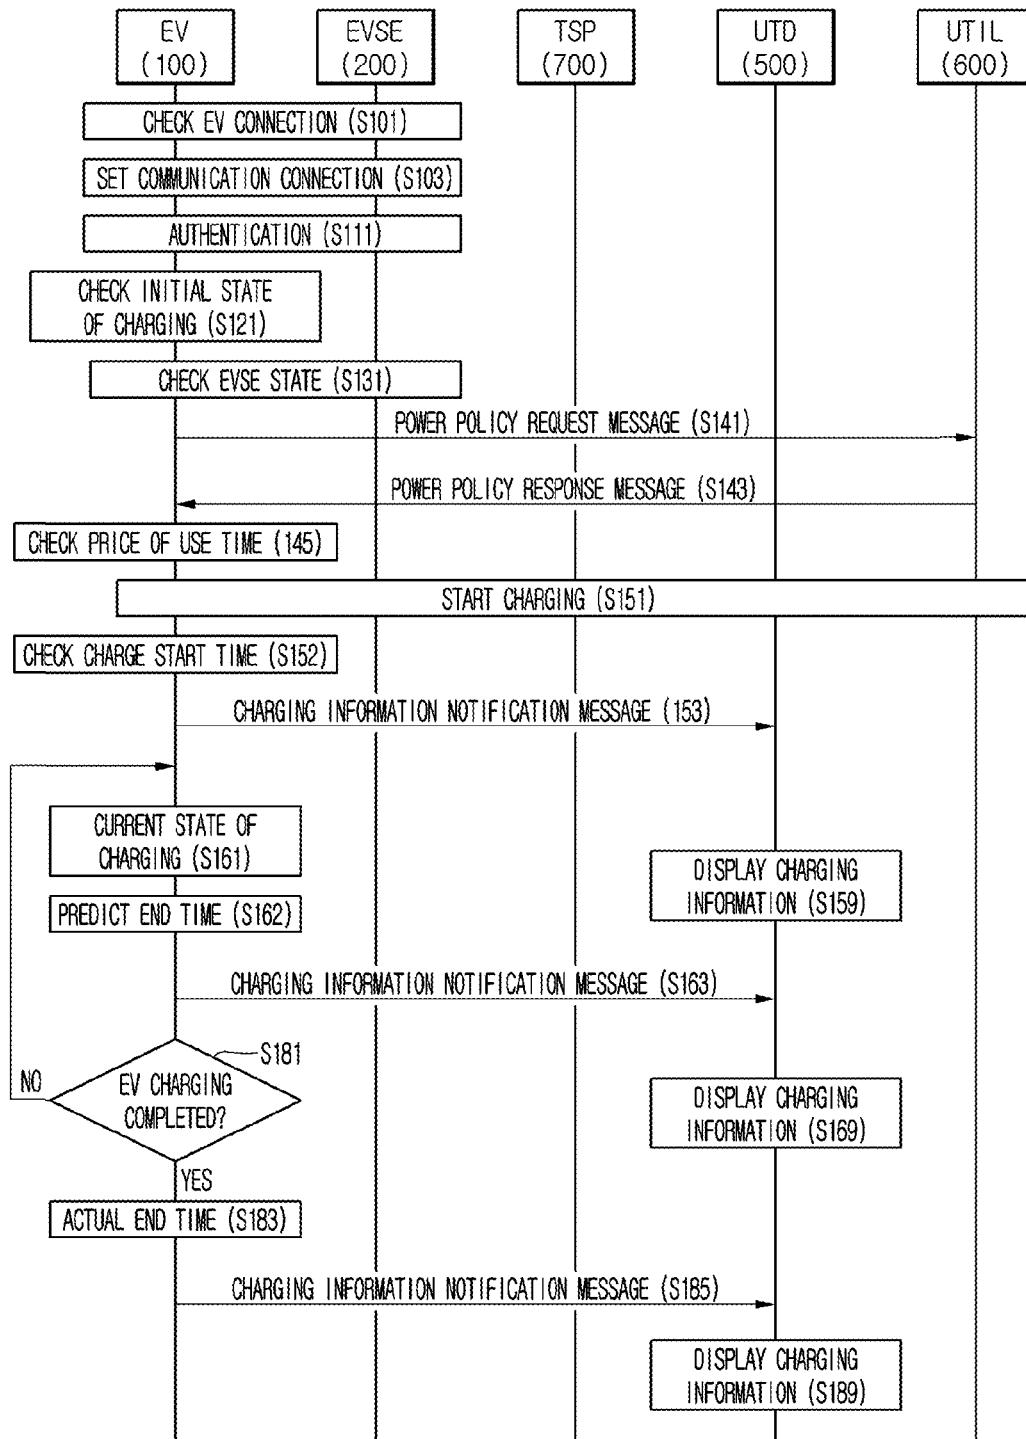 EV
(100)
EVSE
(200)
TSP
(700)
UTD
(500)
UTIL
(600)
CHECK EV CONNECTION (S101)
SET COMMUNICATION CONNECTION (S103)
AUTHENTICATION (S111)
CHECK INITIAL STATE
OF CHARGING (S121)
CHECK EVSE STATE (S131)
POWER POLICY REQUEST MESSAGE (S141)
POWER POLICY RESPONSE MESSAGE (S143)
CHECK PRICE OF USE TIME (145)
START CHARGING (S151)
CHECK CHARGE START TIME (S152)
CHARGING INFORMATION NOTIFICATION MESSAGE (153)
CURRENT STATE OF
CHARGING (S161)
DISPLAY CHARGING
INFORMATION (S159)
PREDICT END TIME (S162)
CHARGING INFORMATION NOTIFICATION MESSAGE (S163)
S181
NO
EV CHARGING
COMPLETED?
DISPLAY CHARGING
INFORMATION (S169)
YES
ACTUAL END TIME (S183)
CHARGING INFORMATION NOTIFICATION MESSAGE (S185)
DISPLAY CHARGING
INFORMATION (S189)